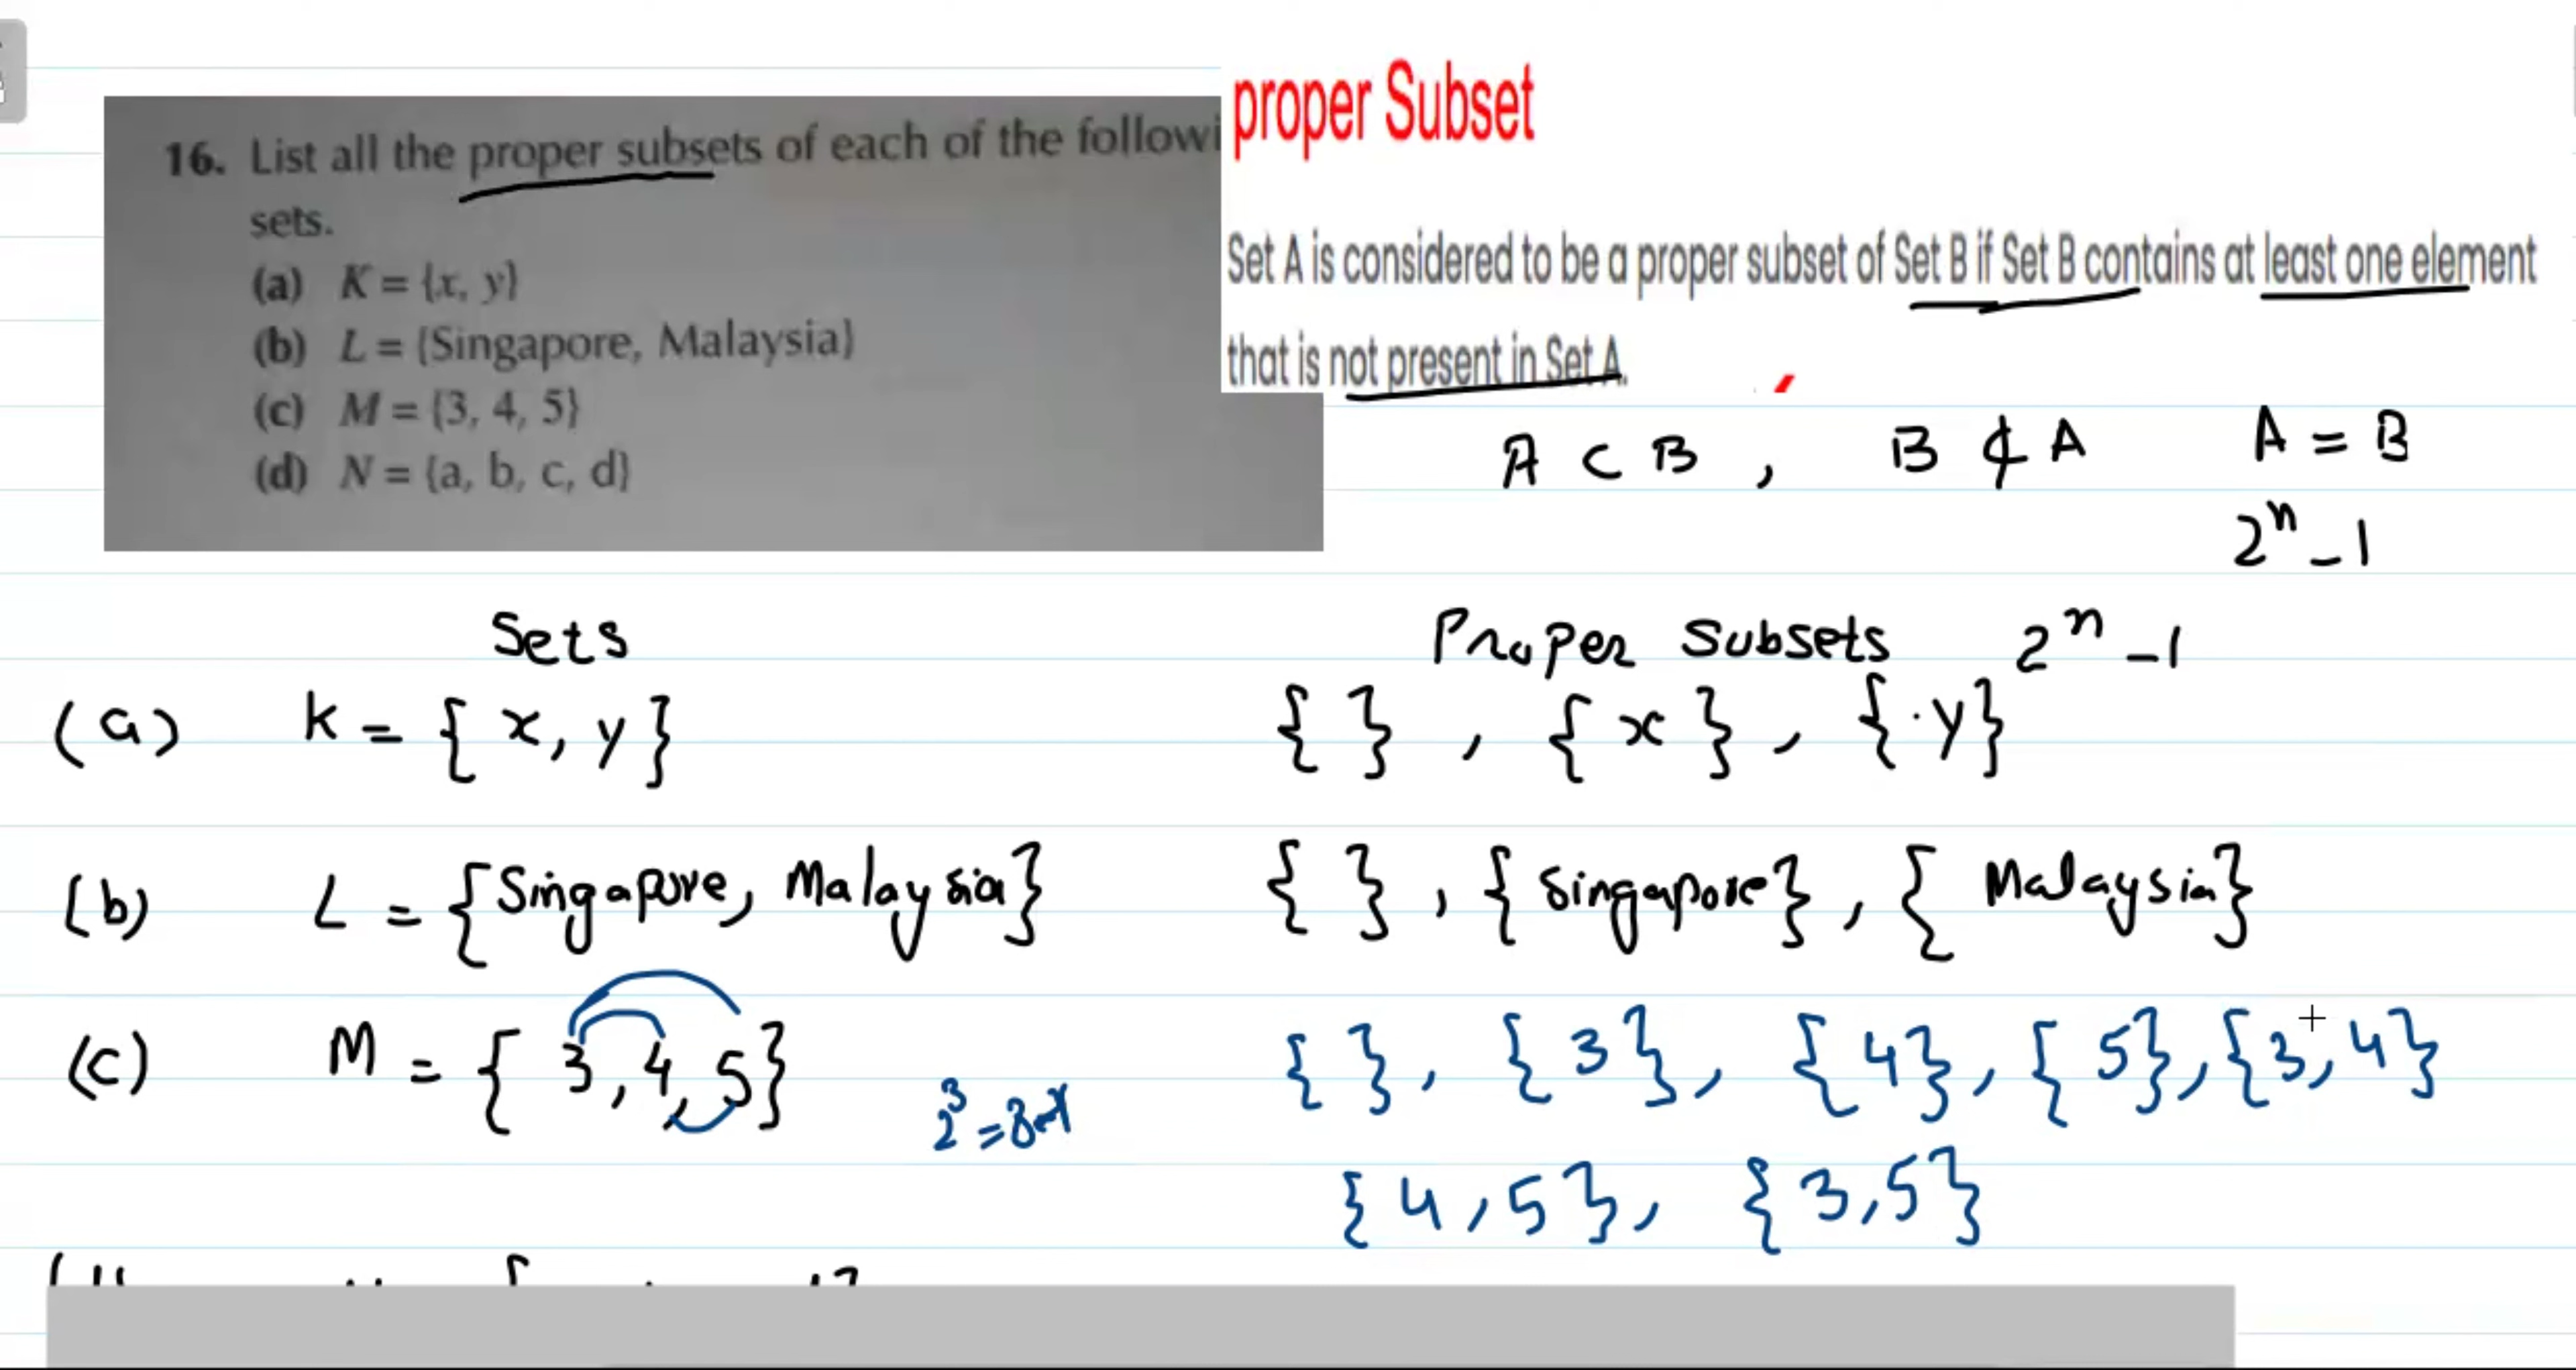 16. List all the proper subsets of each of the followi
sets.
(a) K = {x, y}
(b) L = {Singapore, Malaysia}
(c) M = {3, 4, 5}
(d) N = {a, b, c, d}
proper Subset
Set A is considered to be a proper subset of Set B if Set B contains at least one element
that is not present in Set A.
A ⊂ B , B ⊄ A A = B
2ⁿ - 1
Sets Proper Subsets 2ⁿ - 1
(a) K = { x, y } { } , { x } , { y }
(b) L = { Singapore, Malaysia } { } , { Singapore } , { Malaysia }
(c) M = { 3, 4, 5 } { } , { 3 } , { 4 } , { 5 } , { 3, 4 }
2³ = 8-1
{ 4 , 5 } , { 3, 5 }